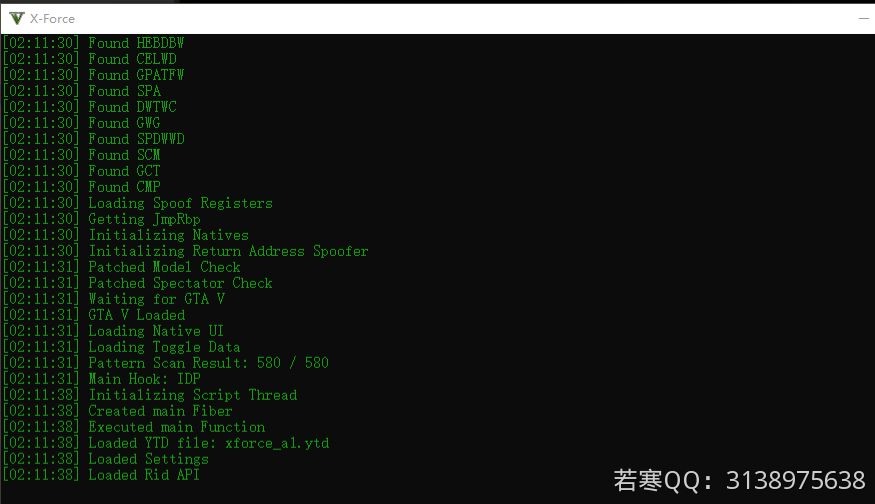 X-Force
[02:11:30] Found HEBDBW
[02:11:30] Found CELWD
[02:11:30] Found GPATFW
[02:11:30] Found SPA
[02:11:30] Found DWTWC
[02:11:30] Found GWG
[02:11:30] Found SPDWWD
[02:11:30] Found SCM
[02:11:30] Found GCT
[02:11:30] Found CMP
[02:11:30] Loading Spoof Registers
[02:11:30] Getting JmpRbp
[02:11:30] Initializing Natives
[02:11:30] Initializing Return Address Spoofer
[02:11:31] Patched Model Check
[02:11:31] Patched Spectator Check
[02:11:31] Waiting for GTA V
[02:11:31] GTA V Loaded
[02:11:31] Loading Native UI
[02:11:31] Loading Toggle Data
[02:11:31] Pattern Scan Result: 580 / 580
[02:11:31] Main Hook: IDP
[02:11:38] Initializing Script Thread
[02:11:38] Created main Fiber
[02:11:38] Executed main Function
[02:11:38] Loaded YTD file: xforce_a1.ytd
[02:11:38] Loaded Settings
[02:11:38] Loaded Rid API
若寒QQ：3138975638